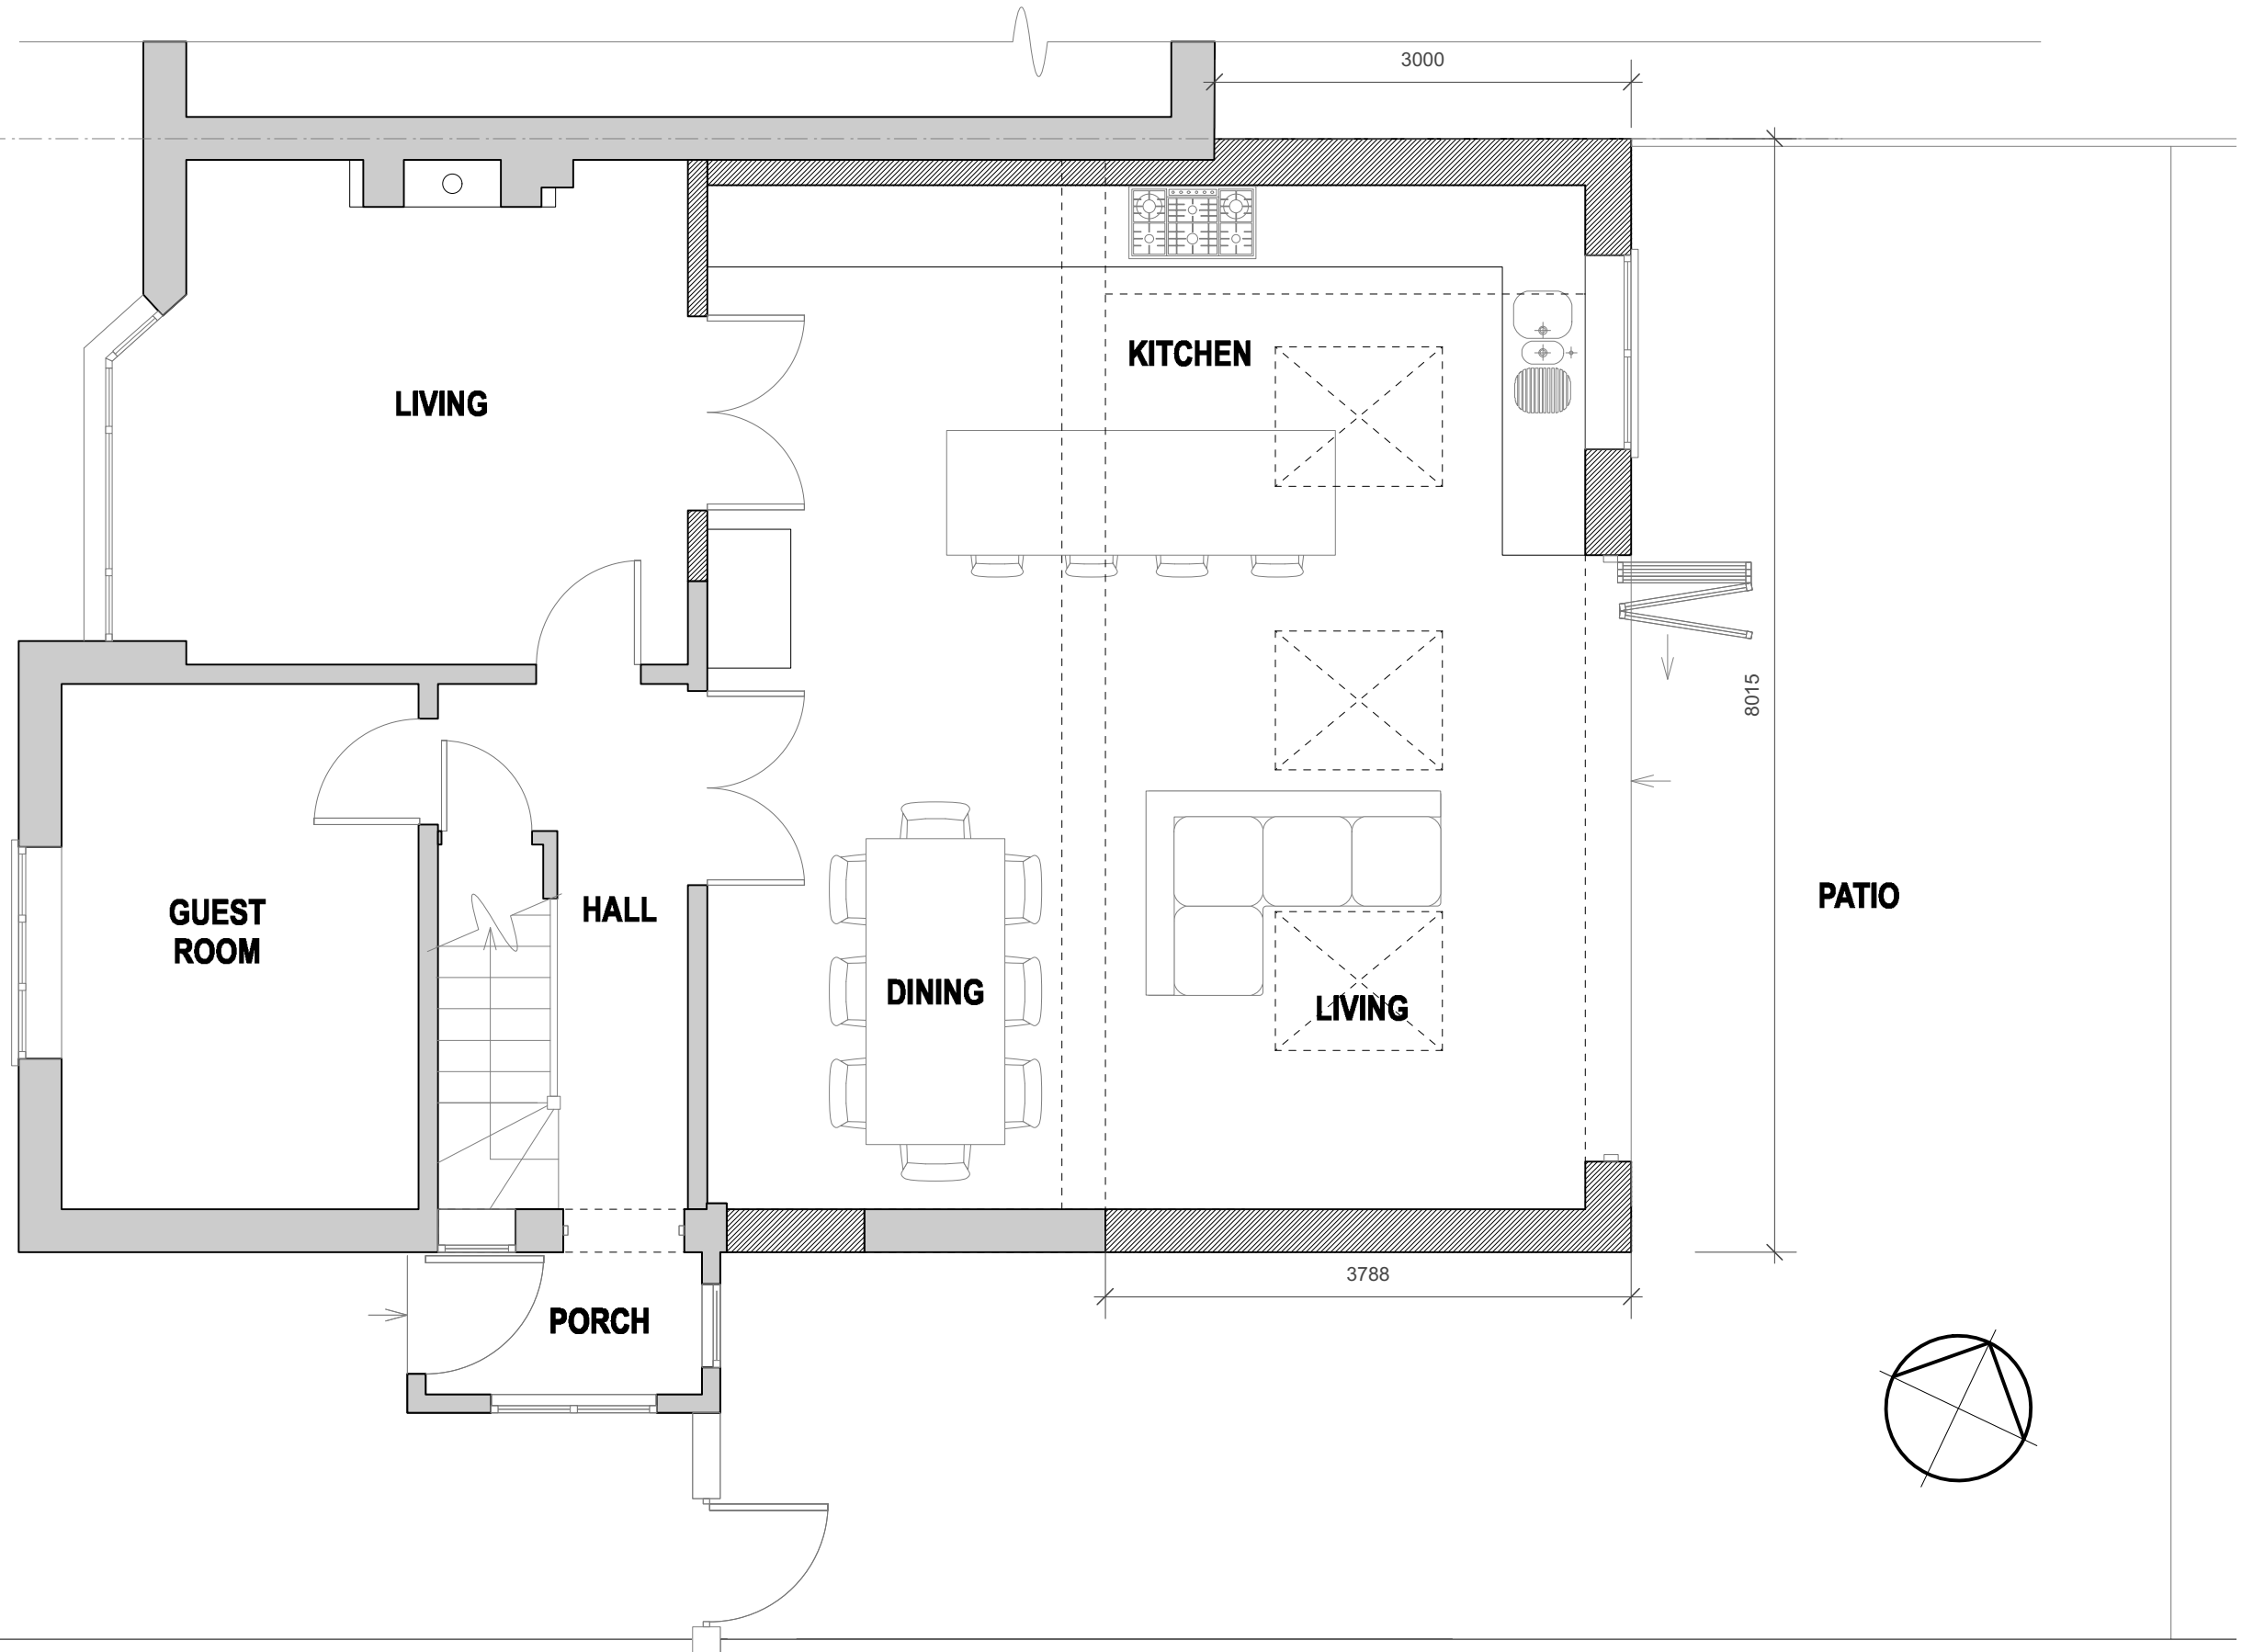 3000
KITCHEN
LIVING
8015
GUEST
ROOM
HALL
PATIO
DINING
LIVING
3788
PORCH